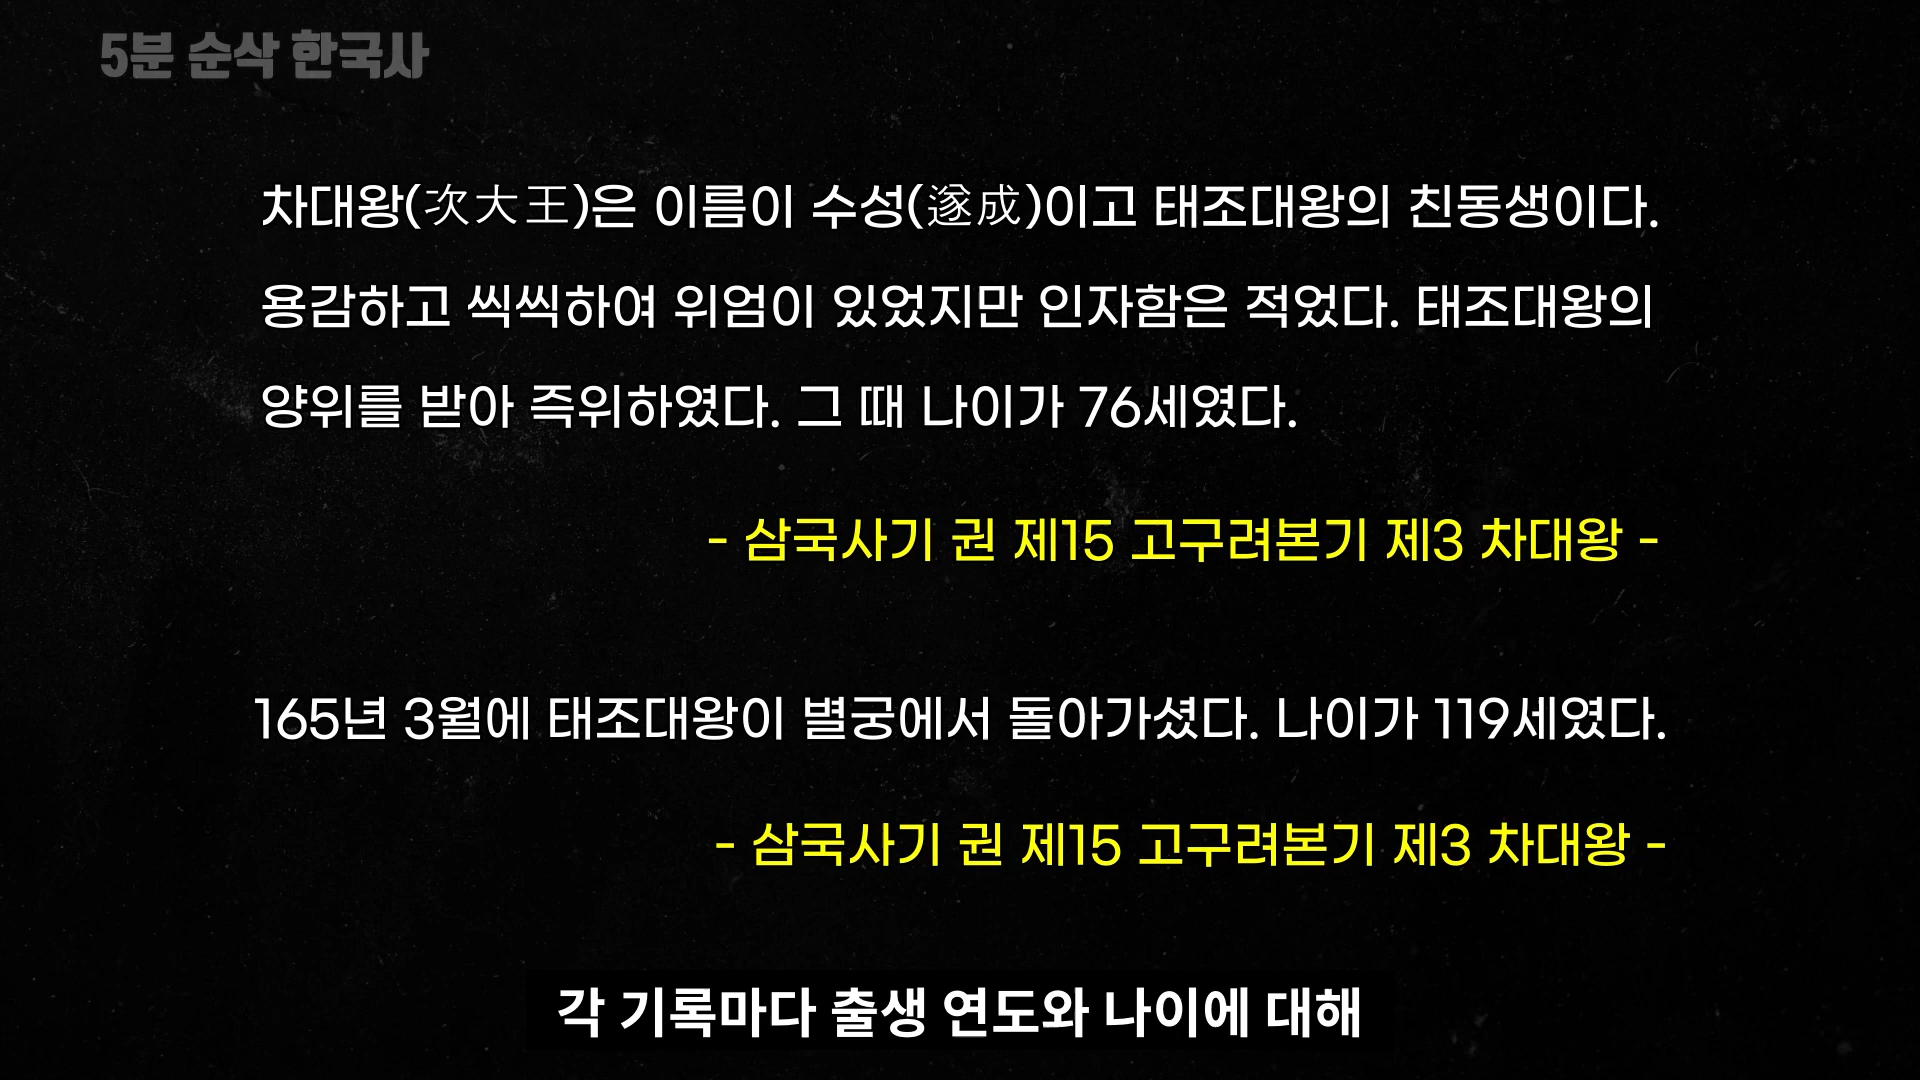 5분 순삭 한국사
차대왕(次大王)은 이름이 수성(遂成)이고 태조대왕의 친동생이다.
용감하고 씩씩하여 위엄이 있었지만 인자함은 적었다. 태조대왕의
양위를 받아 즉위하였다. 그 때 나이가 76세였다.
- 삼국사기 권 제15 고구려본기 제3 차대왕 -
165년 3월에 태조대왕이 별궁에서 돌아가셨다. 나이가 119세였다.
- 삼국사기 권 제15 고구려본기 제3 차대왕 -
각 기록마다 출생 연도와 나이에 대해